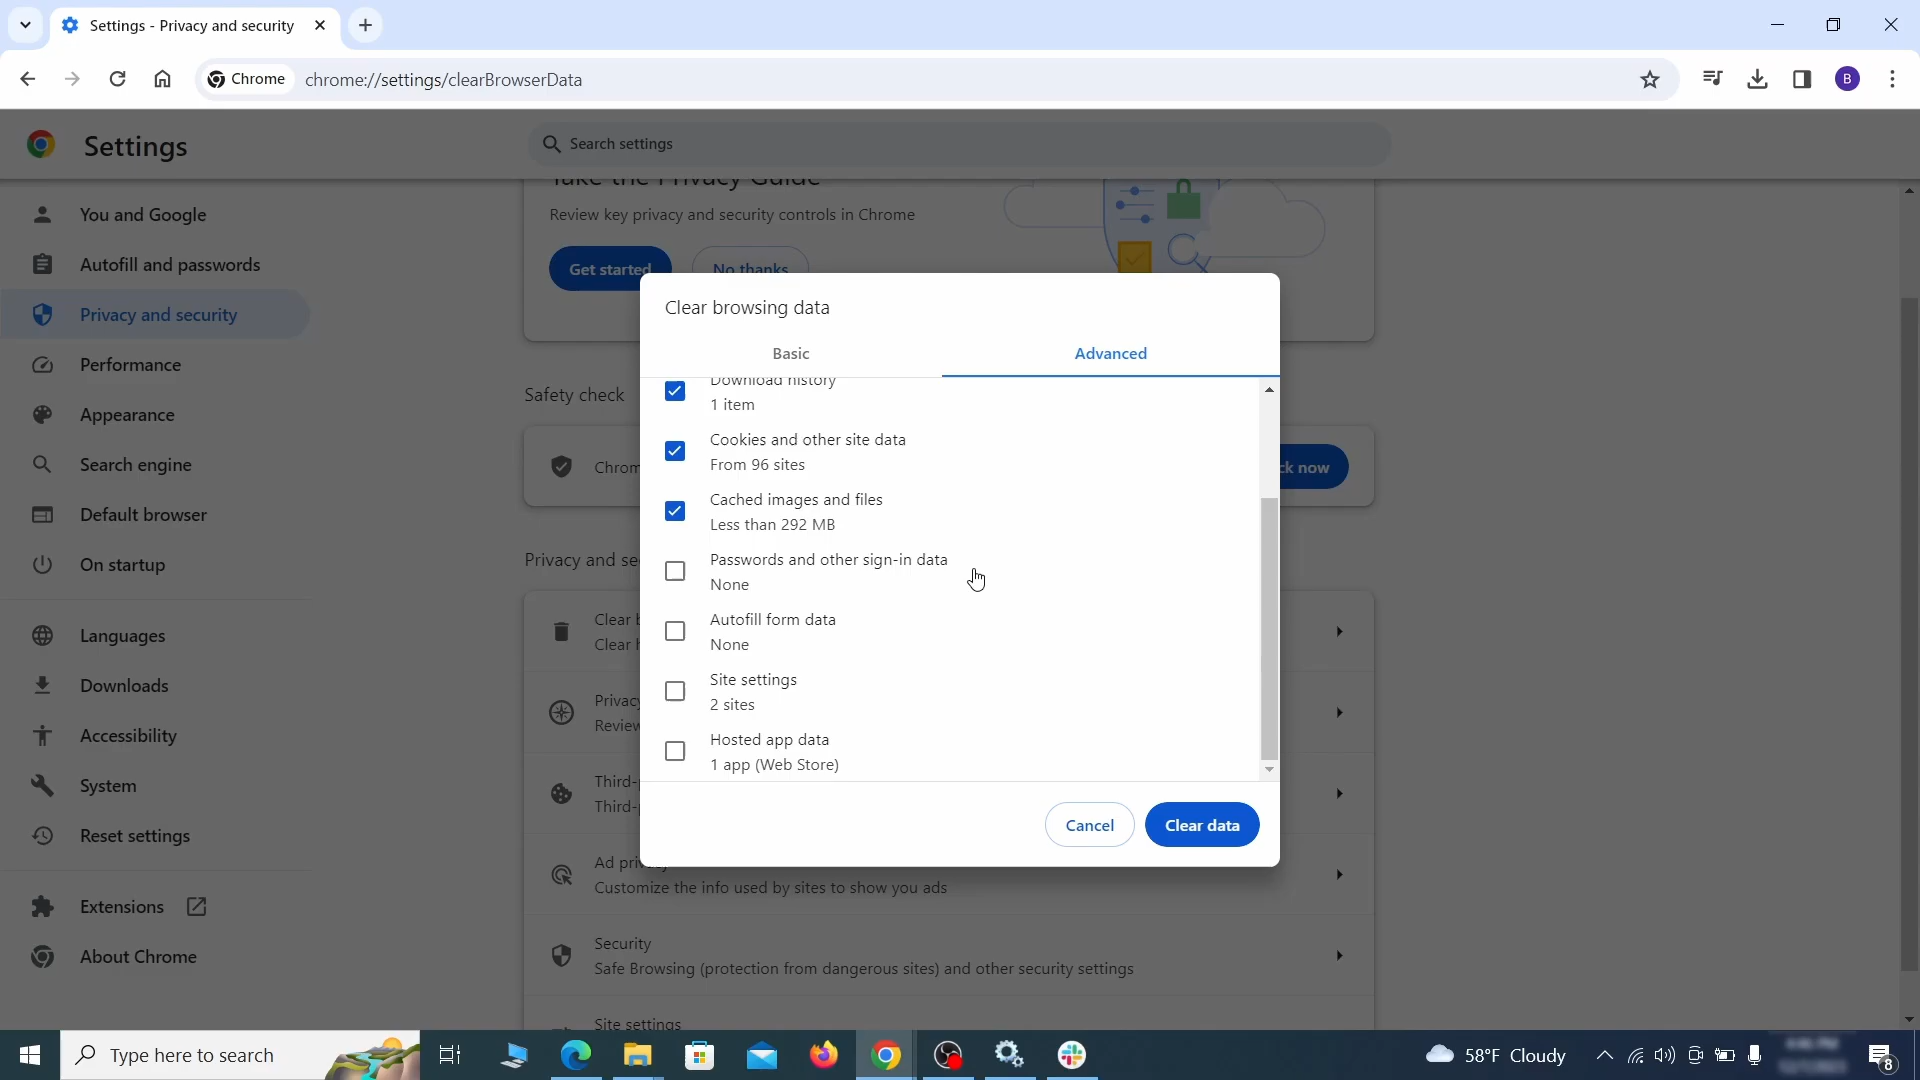 Settings - Privacy and security
Chrome
chrome://settings/clearBrowserData
B
Settings
Search settings
You and Google
Autofill and passwords
Privacy and security
Performance
Appearance
Search engine
Default browser
On startup
Languages
Downloads
Accessibility
System
Reset settings
Extensions
About Chrome
Take the Privacy Guide
Review key privacy and security controls in Chrome
Get started
No thanks
Safety check
Chrom
ck now
Privacy and se
Clear b
Clear h
Privacy
Review
Third-p
Third-p
Ad priva
Customize the info used by sites to show you ads
Security
Safe Browsing (protection from dangerous sites) and other security settings
Site settings
Clear browsing data
Basic
Advanced
Download history
1 item
Cookies and other site data
From 96 sites
Cached images and files
Less than 292 MB
Passwords and other sign-in data
None
Autofill form data
None
Site settings
2 sites
Hosted app data
1 app (Web Store)
Cancel
Clear data
Type here to search
58°F Cloudy
8